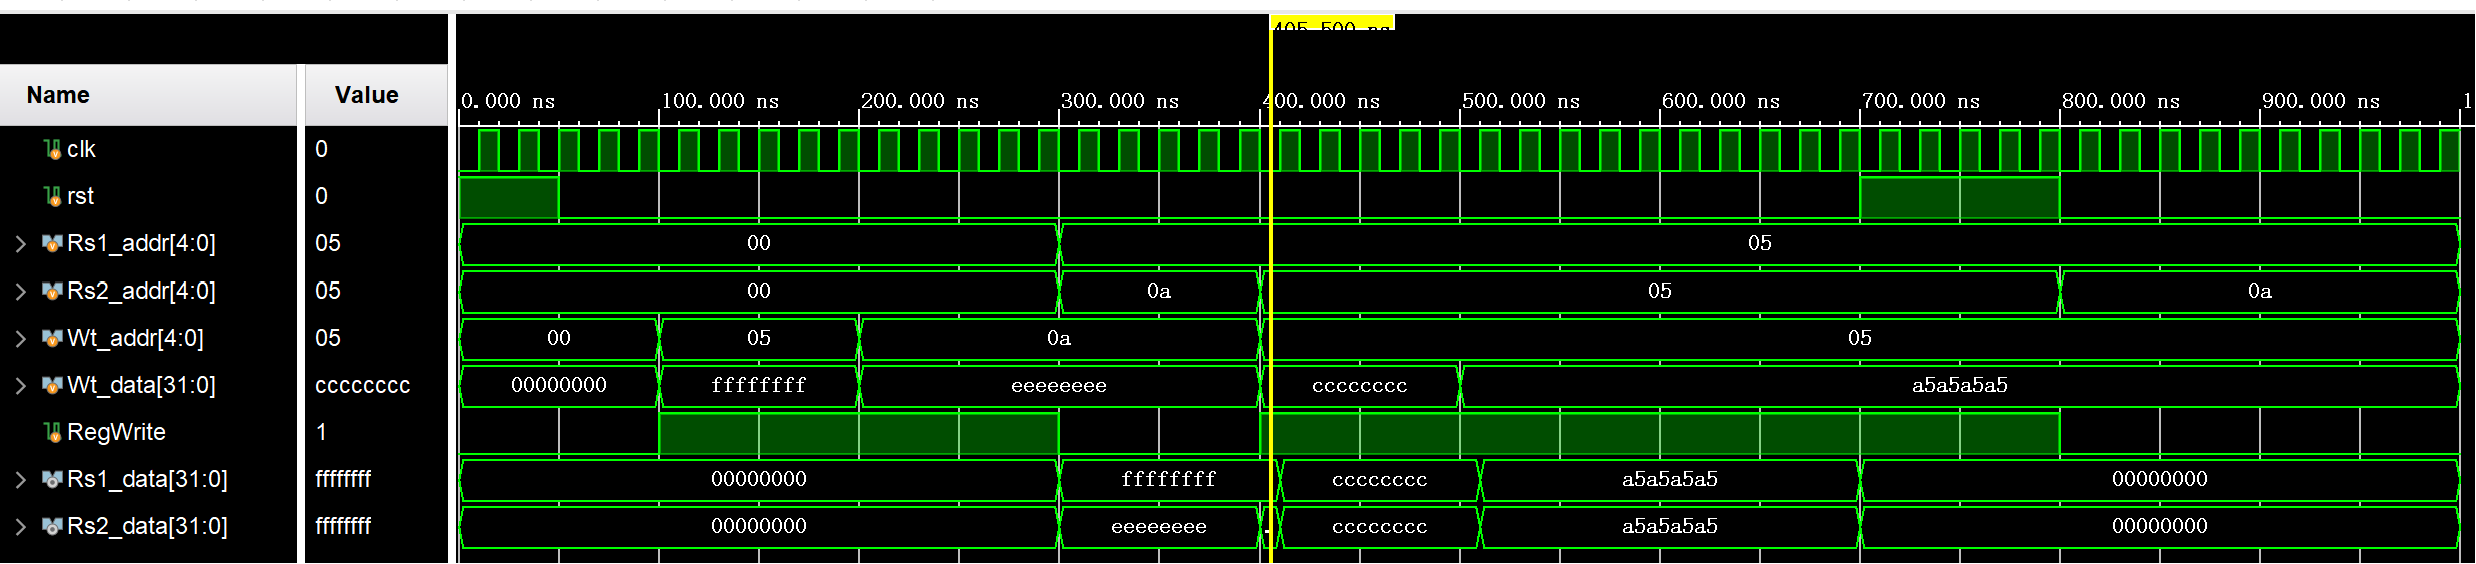 405.500 ns
Name Value 0.000 ns 100.000 ns 200.000 ns 300.000 ns 400.000 ns 500.000 ns 600.000 ns 700.000 ns 800.000 ns 900.000 ns 1
clk 0
rst 0
Rs1_addr[4:0] 05 00 05
Rs2_addr[4:0] 05 00 0a 05 0a
Wt_addr[4:0] 05 00 05 0a 05
Wt_data[31:0] cccccccc 00000000 ffffffff eeeeeeee cccccccc a5a5a5a5
RegWrite 1
Rs1_data[31:0] ffffffff 00000000 ffffffff cccccccc a5a5a5a5 00000000
Rs2_data[31:0] ffffffff 00000000 eeeeeeee cccccccc a5a5a5a5 00000000